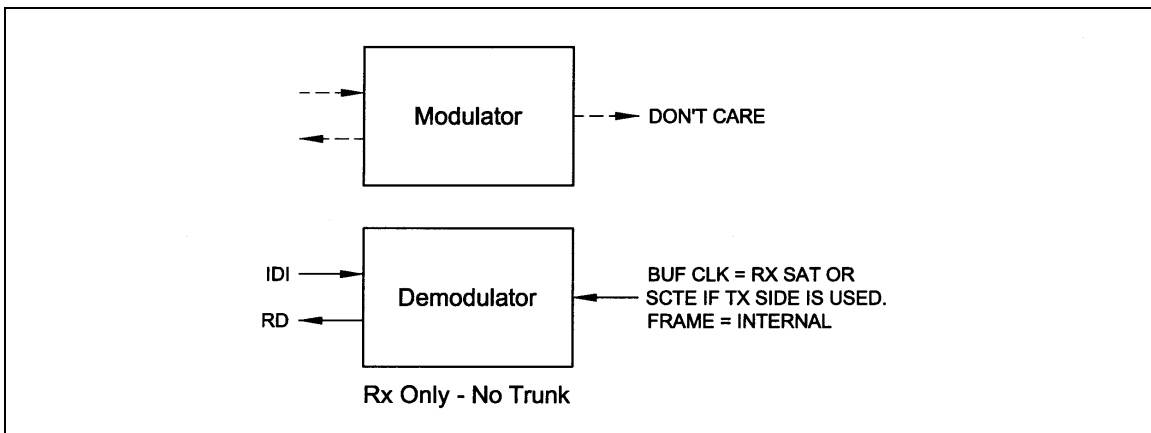 Modulator
DON'T CARE
IDI
RD
Demodulator
BUF CLK = RX SAT OR
SCTE IF TX SIDE IS USED.
FRAME = INTERNAL
Rx Only - No Trunk